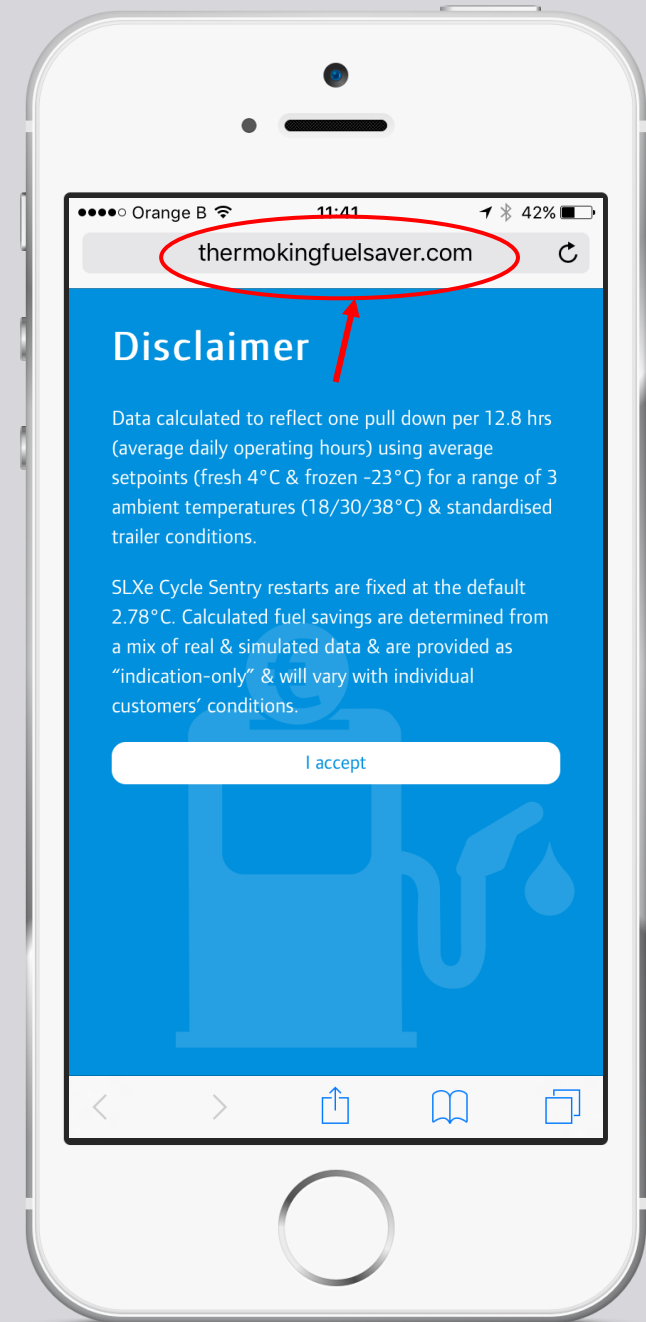 Orange B 11:41 42%
thermokingfuelsaver.com
Disclaimer
Data calculated to reflect one pull down per 12.8 hrs
(average daily operating hours) using average
setpoints (fresh 4°C & frozen -23°C) for a range of 3
ambient temperatures (18/30/38°C) & standardised
trailer conditions.
SLXe Cycle Sentry restarts are fixed at the default
2.78°C. Calculated fuel savings are determined from
a mix of real & simulated data & are provided as
“indication-only” & will vary with individual
customers’ conditions.
I accept